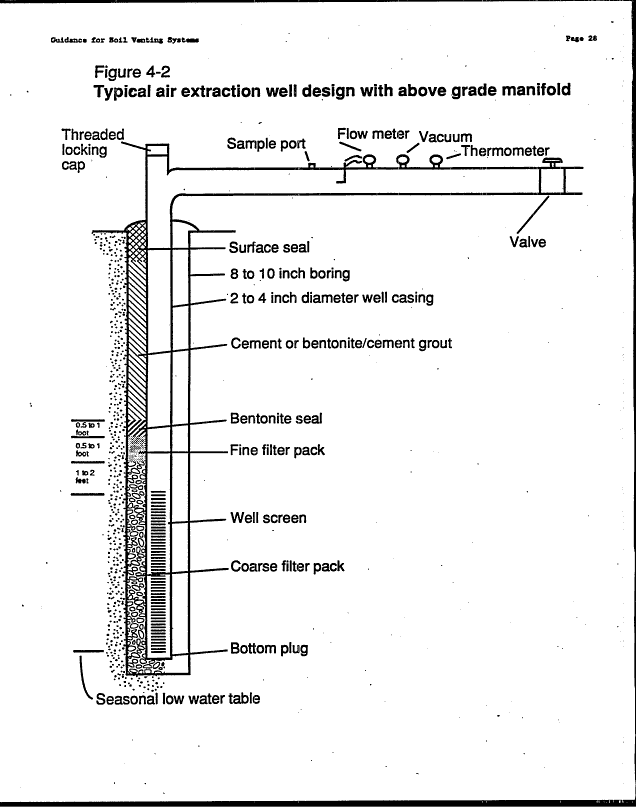 Guidance for Soil Venting Systems
Page 28
Figure 4-2
Typical air extraction well design with above grade manifold
Threaded
locking
cap
Sample port
Flow meter
Vacuum
Thermometer
Valve
Surface seal
8 to 10 inch boring
2 to 4 inch diameter well casing
Cement or bentonite/cement grout
0.5 to 1
foot
Bentonite seal
0.5 to 1
foot
Fine filter pack
1 to 2
feet
Well screen
Coarse filter pack
Bottom plug
Seasonal low water table